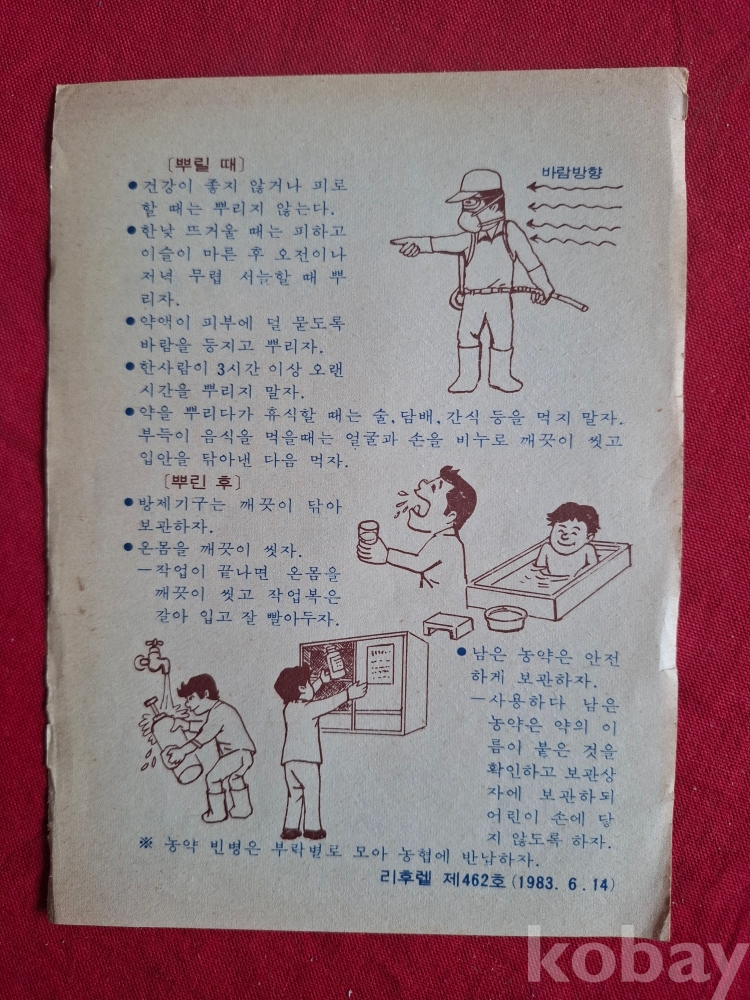 [뿌릴 때]
바람방향
●건강이 좋지 않거나 피로
할 때는 뿌리지 않는다.
●한낮 뜨거울 때는 피하고
이슬이 마른 후 오전이나
저녁 무렵 서늘할 때 뿌
리자.
●약액이 피부에 덜 묻도록
바람을 등지고 뿌리자.
●한사람이 3시간 이상 오랜
시간을 뿌리지 말자.
●약을 뿌리다가 휴식할 때는 술, 담배, 간식 등을 먹지 말자.
부득이 음식을 먹을때는 얼굴과 손을 비누로 깨끗이 씻고
입안을 닦아낸 다음 먹자.
[뿌린 후]
●방제기구는 깨끗이 닦아
보관하자.
●온몸을 깨끗이 씻자.
—작업이 끝나면 온몸을
깨끗이 씻고 작업복은
갈아 입고 잘 빨아두자.
●남은 농약은 안전
하게 보관하자.
—사용하다 남은
농약은 약의 이
름이 붙은 것을
확인하고 보관상
자에 보관하되
어린이 손에 닿
지 않도록 하자.
※ 농약 빈병은 부락별로 모아 농협에 반납하자.
리후렛 제462호 (1983. 6. 14)
kobay